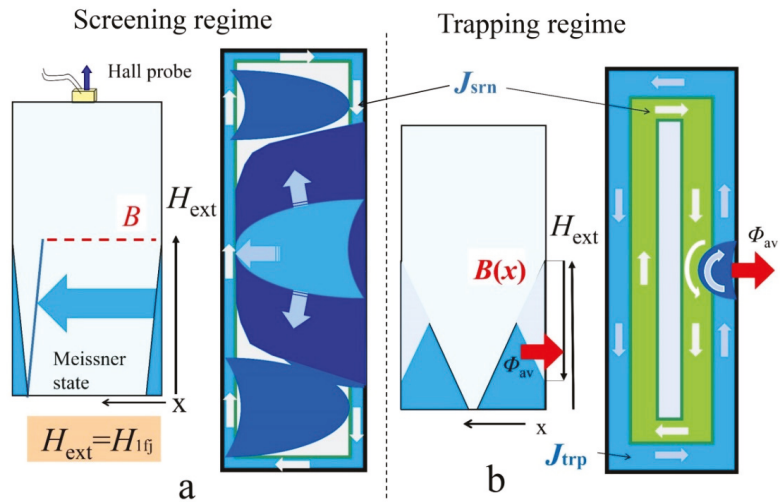 Screening regime
Trapping regime
Hall probe
J_srn
B
H_ext
H_ext
Φ_av
B(x)
Meissner
state
Φ_av
x
x
H_ext=H_1fj
J_trp
a
b